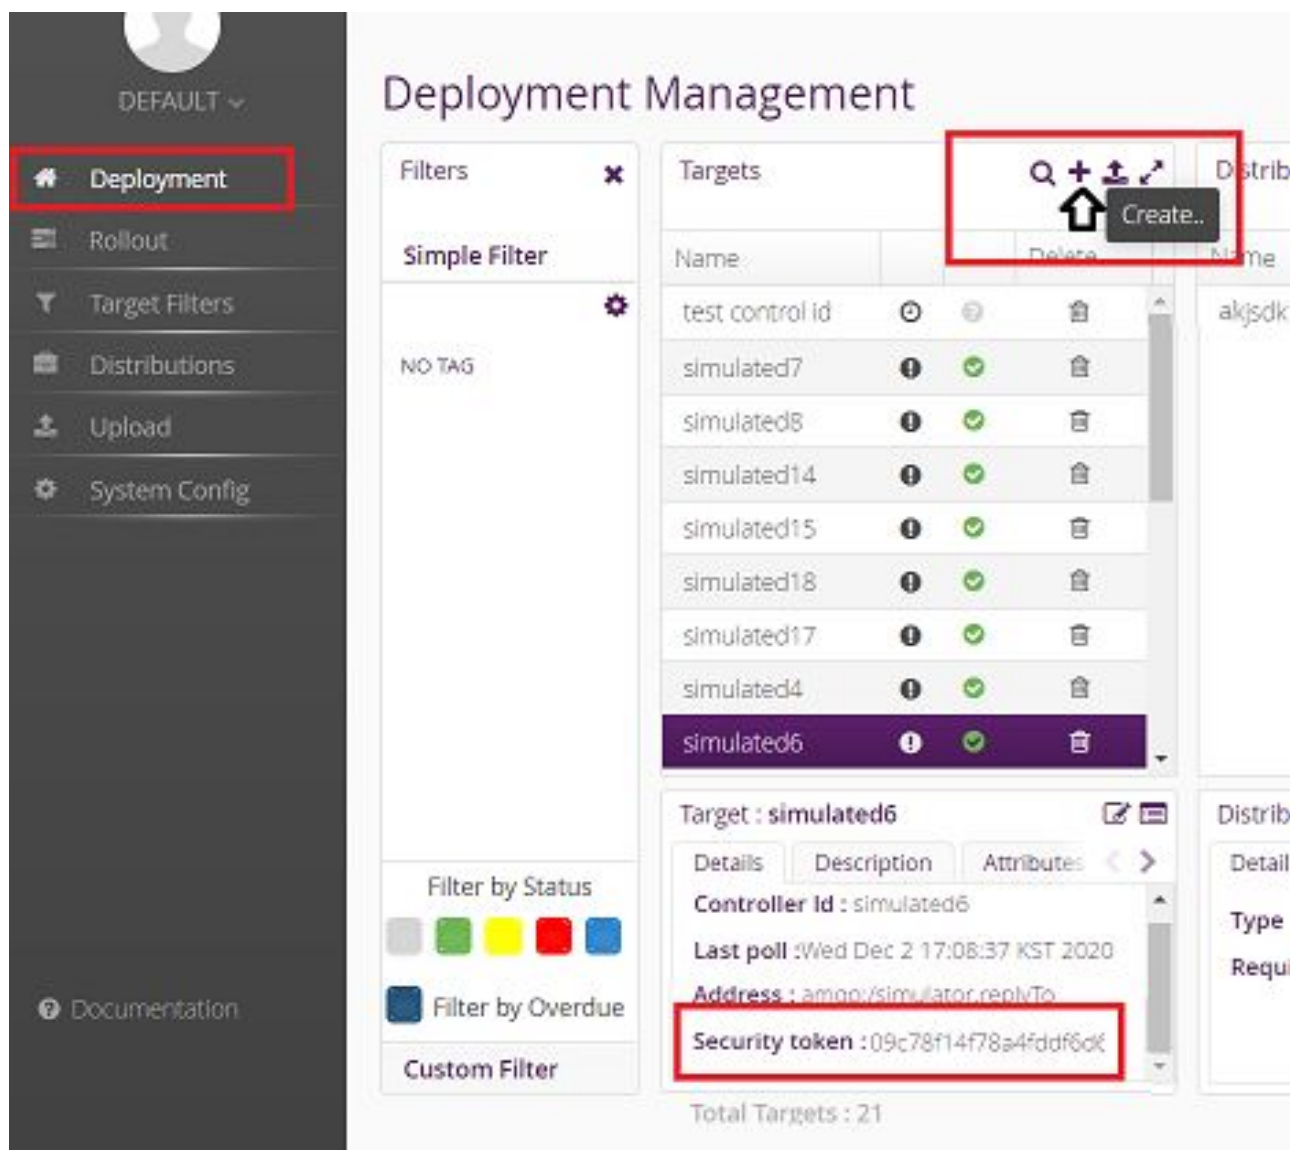 DEFAULT
Deployment
Rollout
Target Filters
Distributions
Upload
System Config
Documentation
Deployment Management
Filters
Simple Filter
NO TAG
Filter by Status
Filter by Overdue
Custom Filter
Targets
Create..
Name Delete
test control id
simulated7
simulated8
simulated14
simulated15
simulated18
simulated17
simulated4
simulated6
Target : simulated6
Details Description Attributes
Controller Id : simulated6
Last poll :Wed Dec 2 17:08:37 KST 2020
Address : amqp:/simulator.replyTo
Security token :09c78f14f78a4fddf6d6
Total Targets : 21
Distrib
Name
akjsdk
Distrib
Detail
Type
Requi